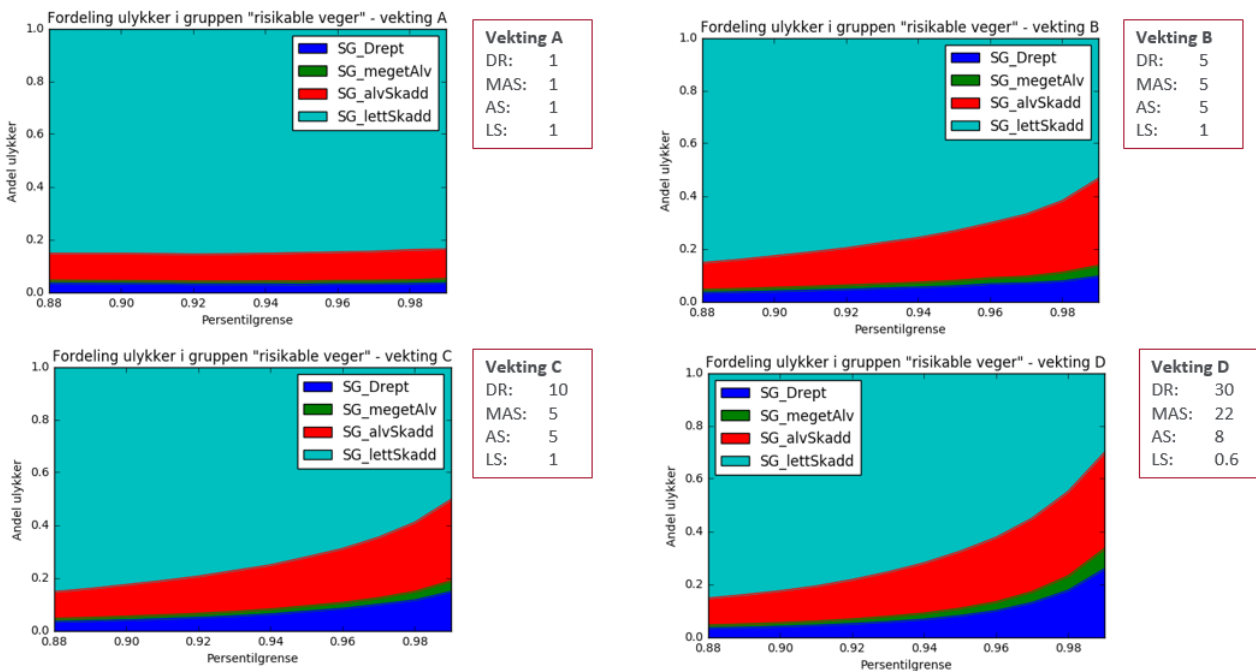 Fordeling ulykker i gruppen "risikable veger" - vekting A
1.0
0.8
0.6
0.4
0.2
0.0
Andel ulykker
SG_Drept
SG_megetAlv
SG_alvSkadd
SG_lettSkadd
0.88 0.90 0.92 0.94 0.96 0.98
Persentilgrense
Vekting A
DR: 1
MAS: 1
AS: 1
LS: 1
Fordeling ulykker i gruppen "risikable veger" - vekting B
1.0
0.8
0.6
0.4
0.2
0.0
Andel ulykker
SG_Drept
SG_megetAlv
SG_alvSkadd
SG_lettSkadd
0.88 0.90 0.92 0.94 0.96 0.98
Persentilgrense
Vekting B
DR: 5
MAS: 5
AS: 5
LS: 1
Fordeling ulykker i gruppen "risikable veger" - vekting C
1.0
0.8
0.6
0.4
0.2
0.0
Andel ulykker
SG_Drept
SG_megetAlv
SG_alvSkadd
SG_lettSkadd
0.88 0.90 0.92 0.94 0.96 0.98
Persentilgrense
Vekting C
DR: 10
MAS: 5
AS: 5
LS: 1
Fordeling ulykker i gruppen "risikable veger" - vekting D
1.0
0.8
0.6
0.4
0.2
0.0
Andel ulykker
SG_Drept
SG_megetAlv
SG_alvSkadd
SG_lettSkadd
0.88 0.90 0.92 0.94 0.96 0.98
Persentilgrense
Vekting D
DR: 30
MAS: 22
AS: 8
LS: 0.6